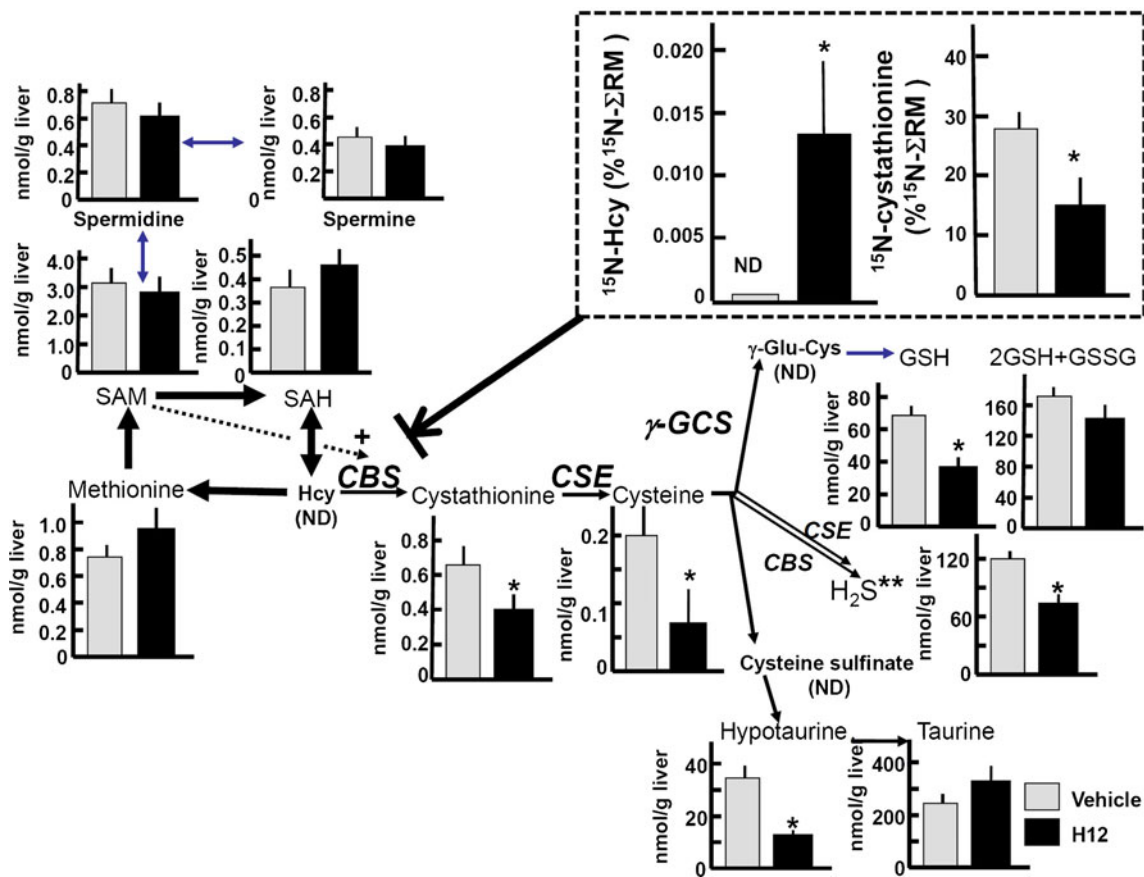 0.8
0.6
0.4
0.2
0
nmol/g liver
Spermidine
0.8
0.6
0.4
0.2
0
nmol/g liver
Spermine
4.0
3.0
2.0
1.0
0
nmol/g liver
SAM
0.5
0.4
0.3
0.2
0.1
0
nmol/g liver
SAH
¹⁵N-Hcy (%¹⁵N-ΣRM)
0.020
0.015
0.010
0.005
0.000
ND
*
¹⁵N-cystathionine
(%¹⁵N-ΣRM)
40
30
20
10
0
*
+
Methionine
Hcy
(ND)
CBS
Cystathionine
CSE
Cysteine
γ-GCS
γ-Glu-Cys
(ND)
GSH
2GSH+GSSG
CSE
CBS
H₂S**
Cysteine sulfinate
(ND)
Hypotaurine
Taurine
1.0
0.8
0.6
0.4
0.2
0
nmol/g liver
0.8
0.6
0.4
0.2
0
nmol/g liver
*
0.2
0.1
0
nmol/g liver
*
80
60
40
20
0
nmol/g liver
*
160
120
80
40
0
nmol/g liver
120
60
0
nmol/g liver
*
40
20
0
nmol/g liver
*
400
200
0
nmol/g liver
Vehicle
H12